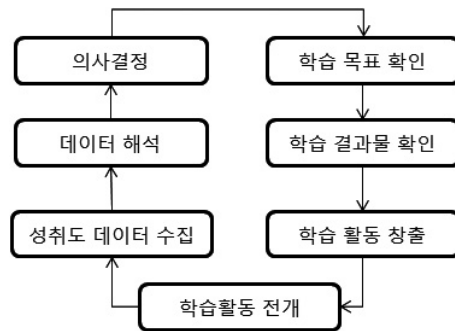 의사결정
학습 목표 확인
데이터 해석
학습 결과물 확인
성취도 데이터 수집
학습 활동 창출
학습활동 전개